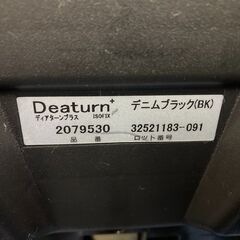 Deaturn+ デニムブラック(BK)
ディアターンプラス ISOFIX
2079530 32521183-091
品番 ロット番号